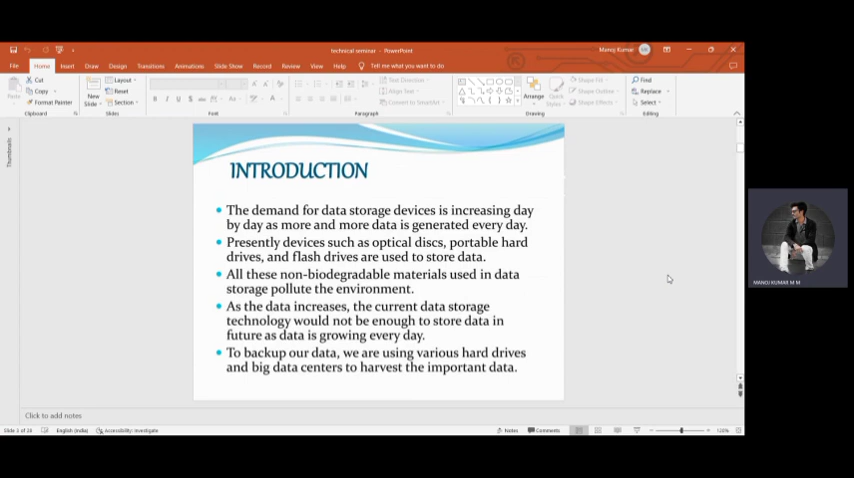 technical seminar - PowerPoint
Manoj Kumar
File Home Insert Draw Design Transitions Animations Slide Show Record Review View Help Tell me what you want to do
Paste
Cut
Copy
Format Painter
Clipboard
New
Slide
Layout
Reset
Section
Slides
Font
Text Direction
Align Text
Convert to SmartArt
Paragraph
Arrange
Quick
Styles
Shape Fill
Shape Outline
Shape Effects
Drawing
Find
Replace
Select
Editing
Thumbnails
INTRODUCTION
The demand for data storage devices is increasing day
by day as more and more data is generated every day.
Presently devices such as optical discs, portable hard
drives, and flash drives are used to store data.
All these non-biodegradable materials used in data
storage pollute the environment.
As the data increases, the current data storage
technology would not be enough to store data in
future as data is growing every day.
To backup our data, we are using various hard drives
and big data centers to harvest the important data.
MANOJ KUMAR M M
Click to add notes
English (India) Accessibility: Investigate Notes Comments